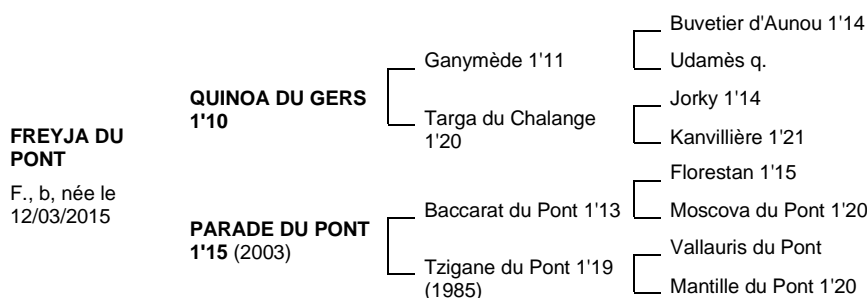 FREYJA DU
PONT
F., b, née le
12/03/2015
QUINOA DU GERS
1'10
PARADE DU PONT
1'15 (2003)
Ganymède 1'11
Targa du Chalange
1'20
Baccarat du Pont 1'13
Tzigane du Pont 1'19
(1985)
Buvetier d'Aunou 1'14
Udamès q.
Jorky 1'14
Kanvillière 1'21
Florestan 1'15
Moscova du Pont 1'20
Vallauris du Pont
Mantille du Pont 1'20